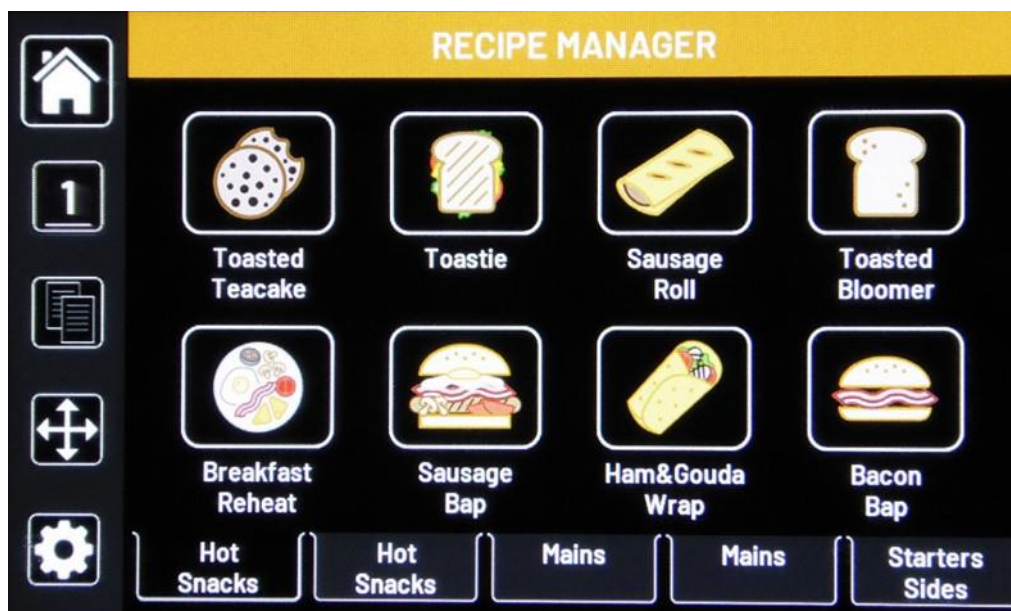 RECIPE MANAGER
1
Toasted
Teacake
Toastie
Sausage
Roll
Toasted
Bloomer
Breakfast
Reheat
Sausage
Bap
Ham&Gouda
Wrap
Bacon
Bap
Hot
Snacks
Hot
Snacks
Mains
Mains
Starters
Sides